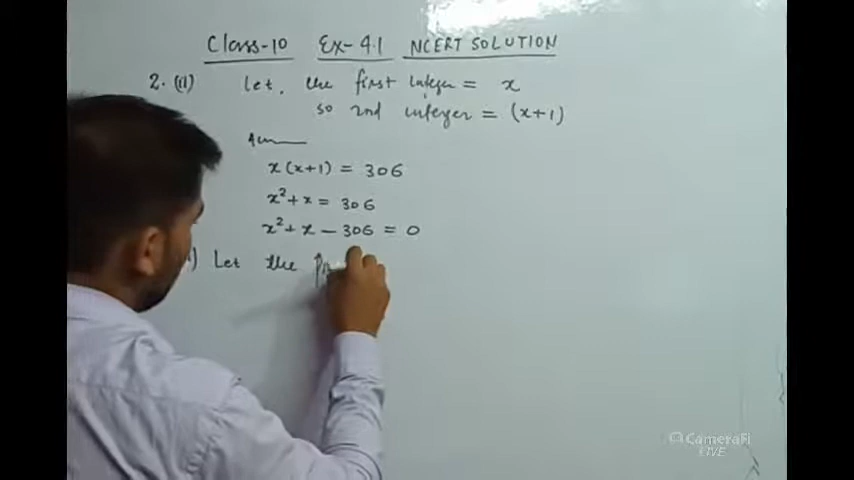 Class-10 Ex-4.1 NCERT SOLUTION
2. (ii) Let, the first integer = x
so 2nd integer = (x+1)
x(x+1) = 306
x²+x = 306
x²+x-306 = 0
) Let the
CameraFi
LIVE